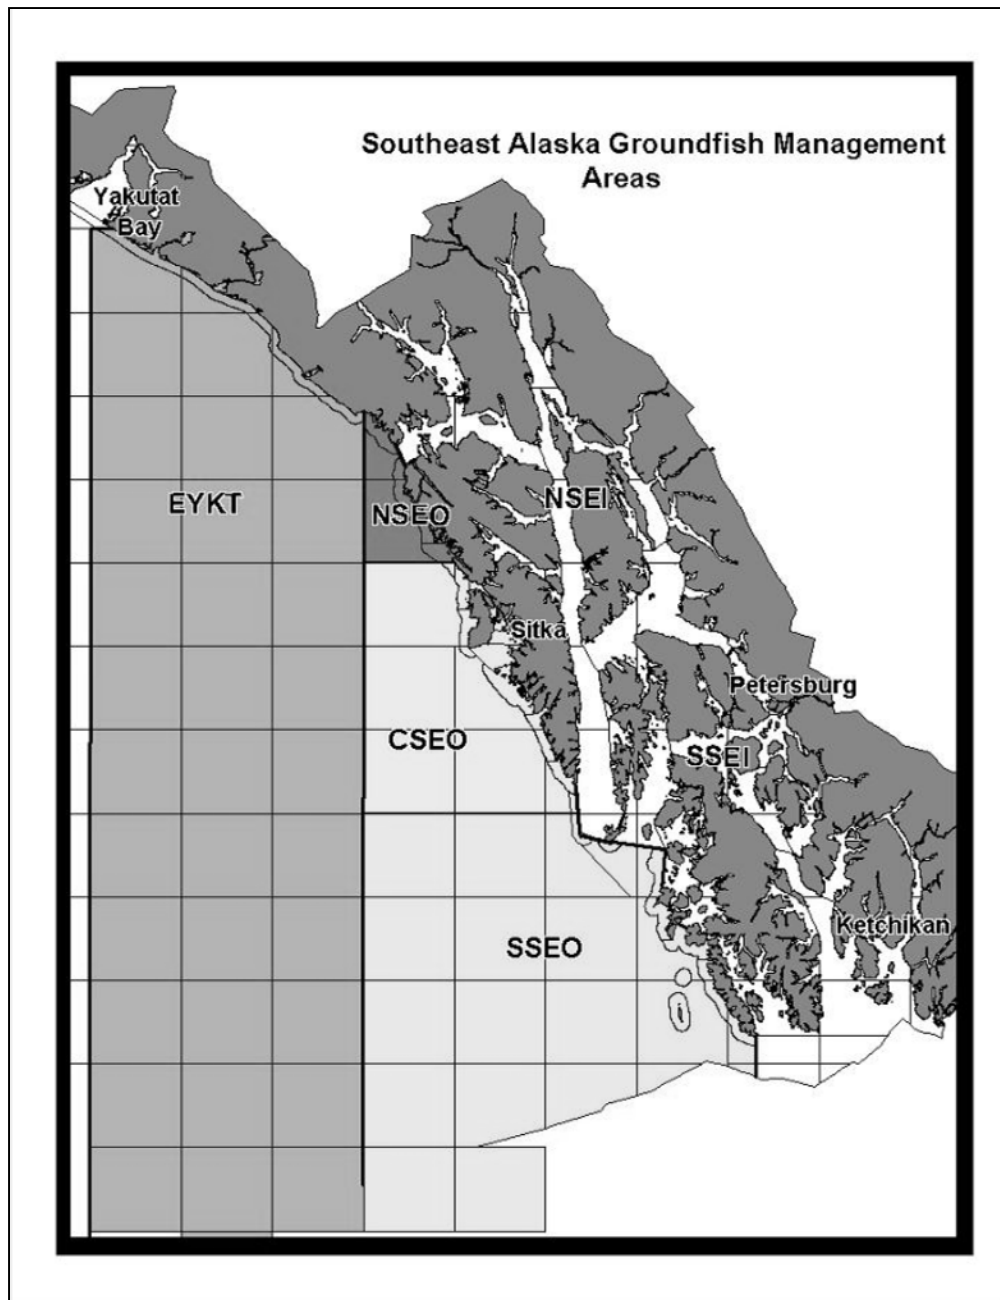 Southeast Alaska Groundfish Management
Areas
Yakutat
Bay
EYKT
NSEO
NSEI
Sitka
Petersburg
CSEO
SSEI
Ketchikan
SSEO